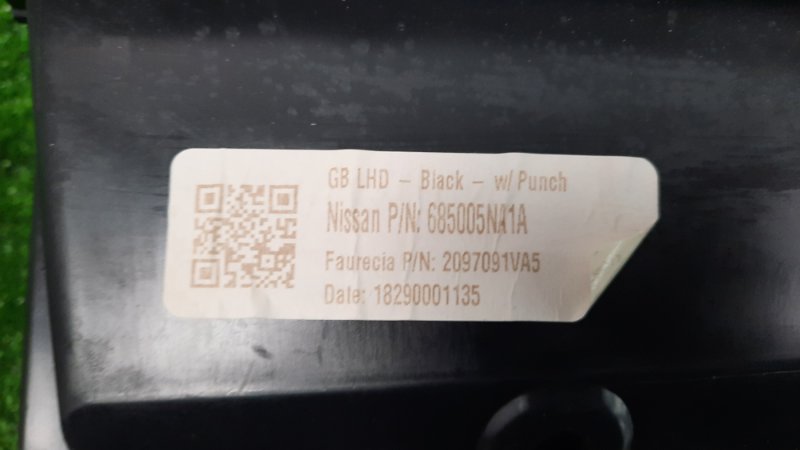 GB LHD – Black – w/ Punch
Nissan P/N: 685005NA1A
Faurecia P/N: 2097091VA5
Date: 18290001135